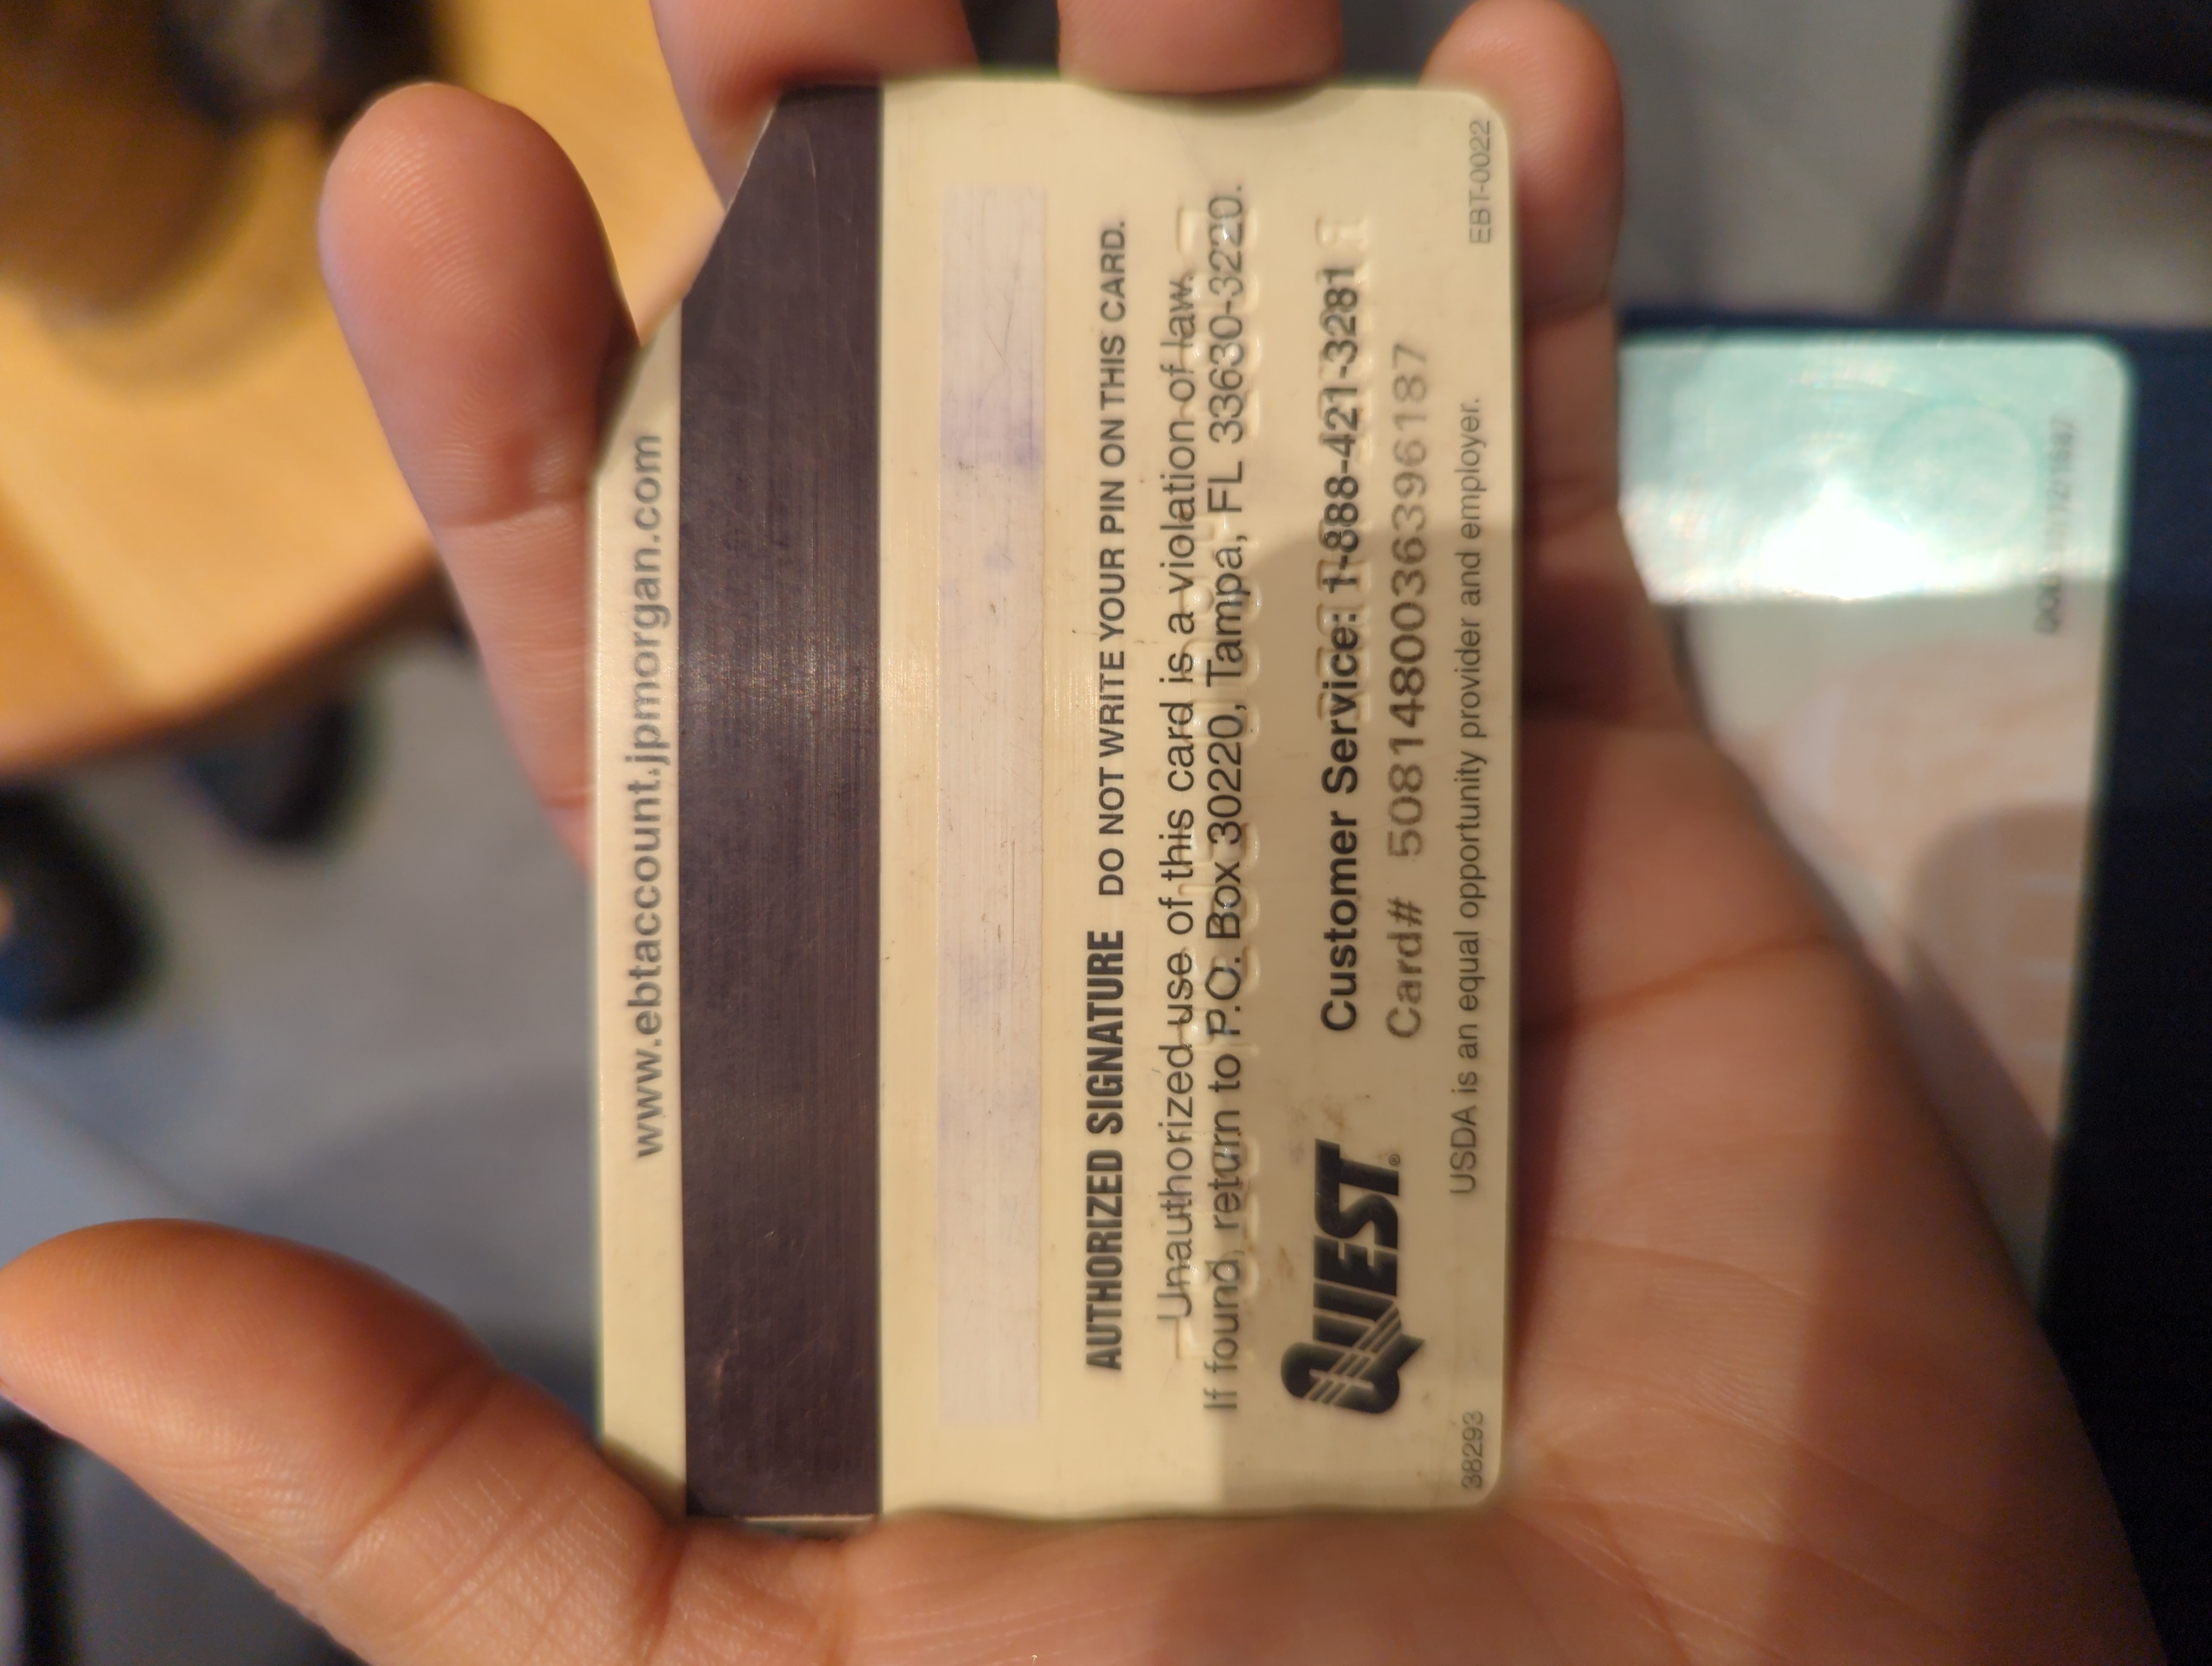 www.ebtaccount.jpmorgan.com
AUTHORIZED SIGNATURE DO NOT WRITE YOUR PIN ON THIS CARD.
Unauthorized use of this card is a violation of law.
If found, return to P.O. Box 30220, Tampa, FL 33630-3220.
QUEST®
Customer Service: 1-888-421-3281
Card# 5081480036396187
USDA is an equal opportunity provider and employer.
38293
EBT-0022